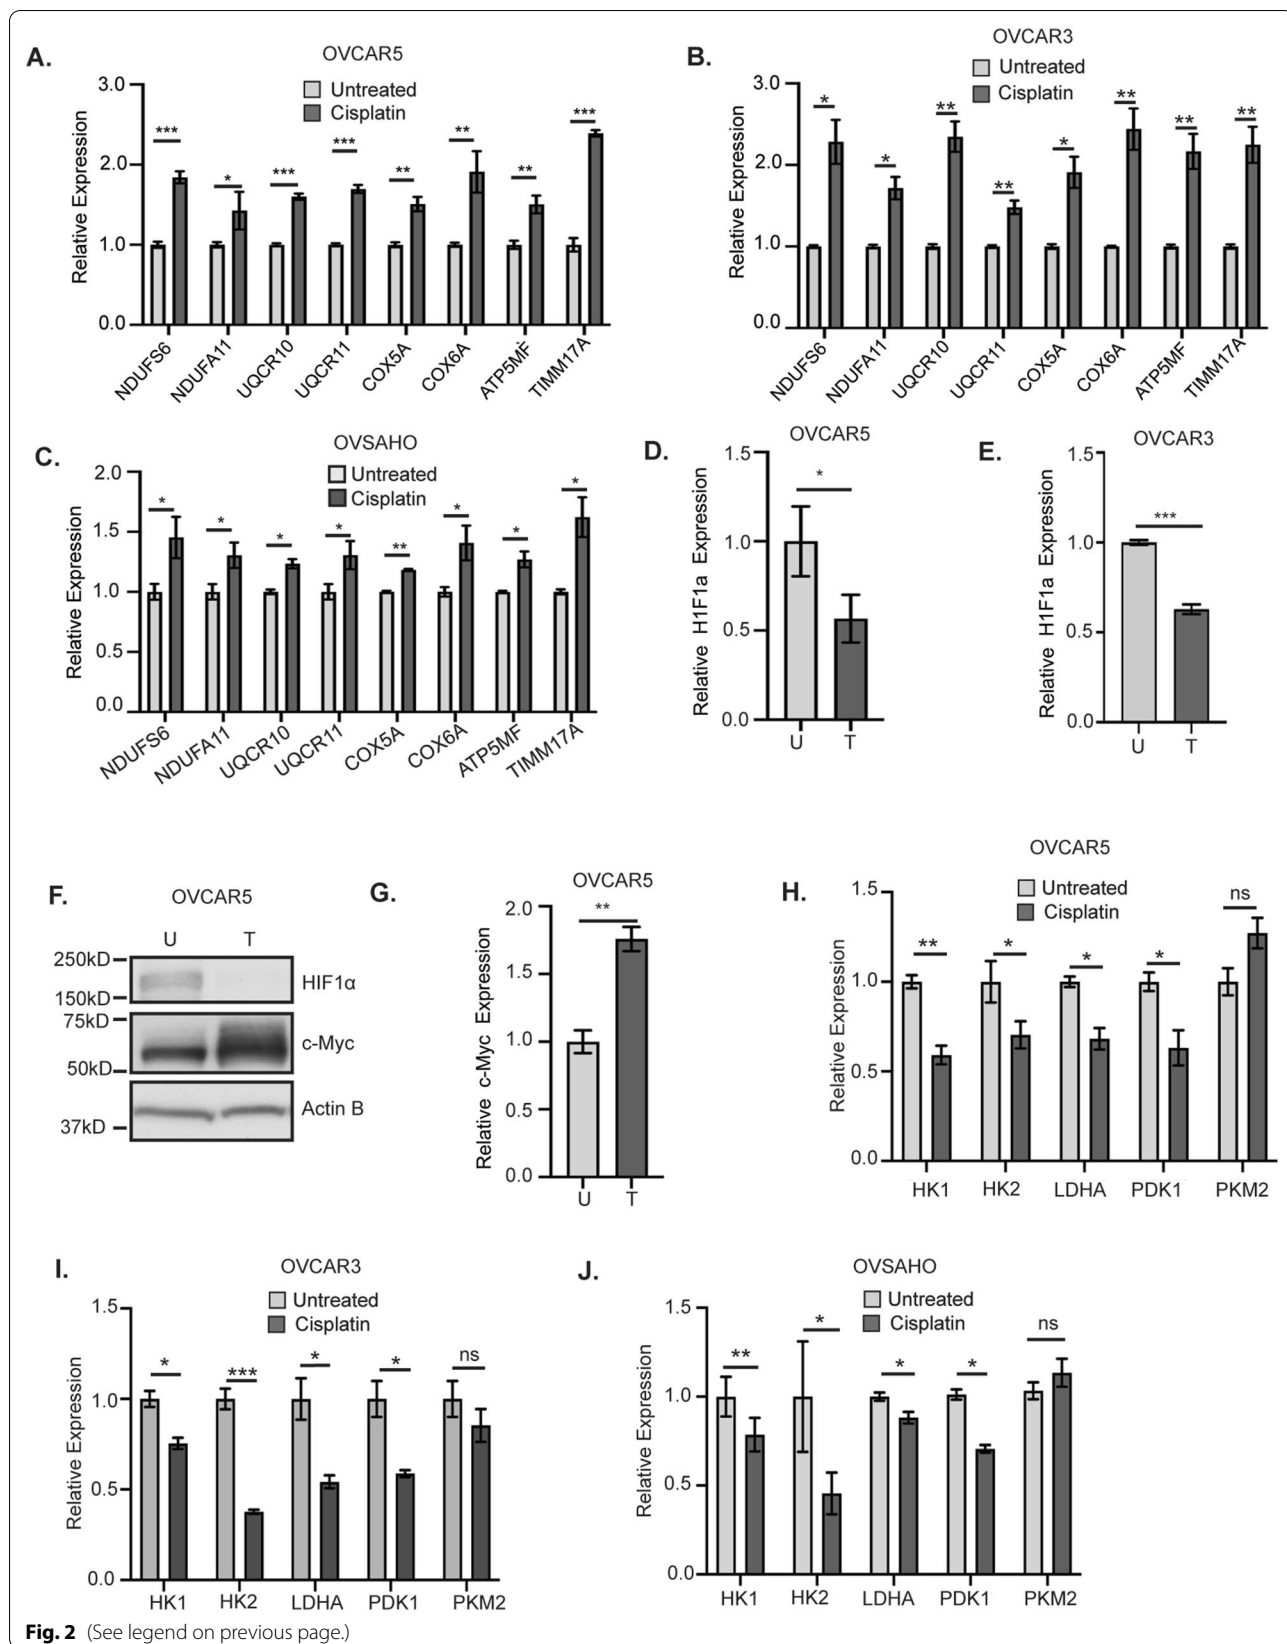 A.
OVCAR5
Untreated
Cisplatin
Relative Expression
3.0
2.0
1.0
0.0
*** * *** *** ** ** ** ***
NDUFS6 NDUFA11 UQCR10 UQCR11 COX5A COX6A ATP5MF TIMM17A
B.
OVCAR3
Untreated
Cisplatin
Relative Expression
3.0
2.0
1.0
0.0
* * ** ** * ** ** **
NDUFS6 NDUFA11 UQCR10 UQCR11 COX5A COX6A ATP5MF TIMM17A
C.
OVSAHO
Untreated
Cisplatin
Relative Expression
2.0
1.5
1.0
0.5
0.0
* * * * ** * * *
NDUFS6 NDUFA11 UQCR10 UQCR11 COX5A COX6A ATP5MF TIMM17A
D.
OVCAR5
Relative H1F1a Expression
1.5
1.0
0.5
0.0
*
U T
E.
OVCAR3
Relative H1F1a Expression
1.5
1.0
0.5
0.0
***
U T
F.
OVCAR5
U T
250kD
150kD
HIF1α
75kD
50kD
c-Myc
37kD
Actin B
G.
OVCAR5
Relative c-Myc Expression
2.0
1.5
1.0
0.5
0.0
**
U T
H.
OVCAR5
Untreated
Cisplatin
Relative Expression
1.5
1.0
0.5
0.0
** * * * ns
HK1 HK2 LDHA PDK1 PKM2
I.
OVCAR3
Untreated
Cisplatin
Relative Expression
1.5
1.0
0.5
0.0
* *** * * ns
HK1 HK2 LDHA PDK1 PKM2
J.
OVSAHO
Untreated
Cisplatin
Relative Expression
1.5
1.0
0.5
0.0
** * * * ns
HK1 HK2 LDHA PDK1 PKM2
Fig. 2 (See legend on previous page.)